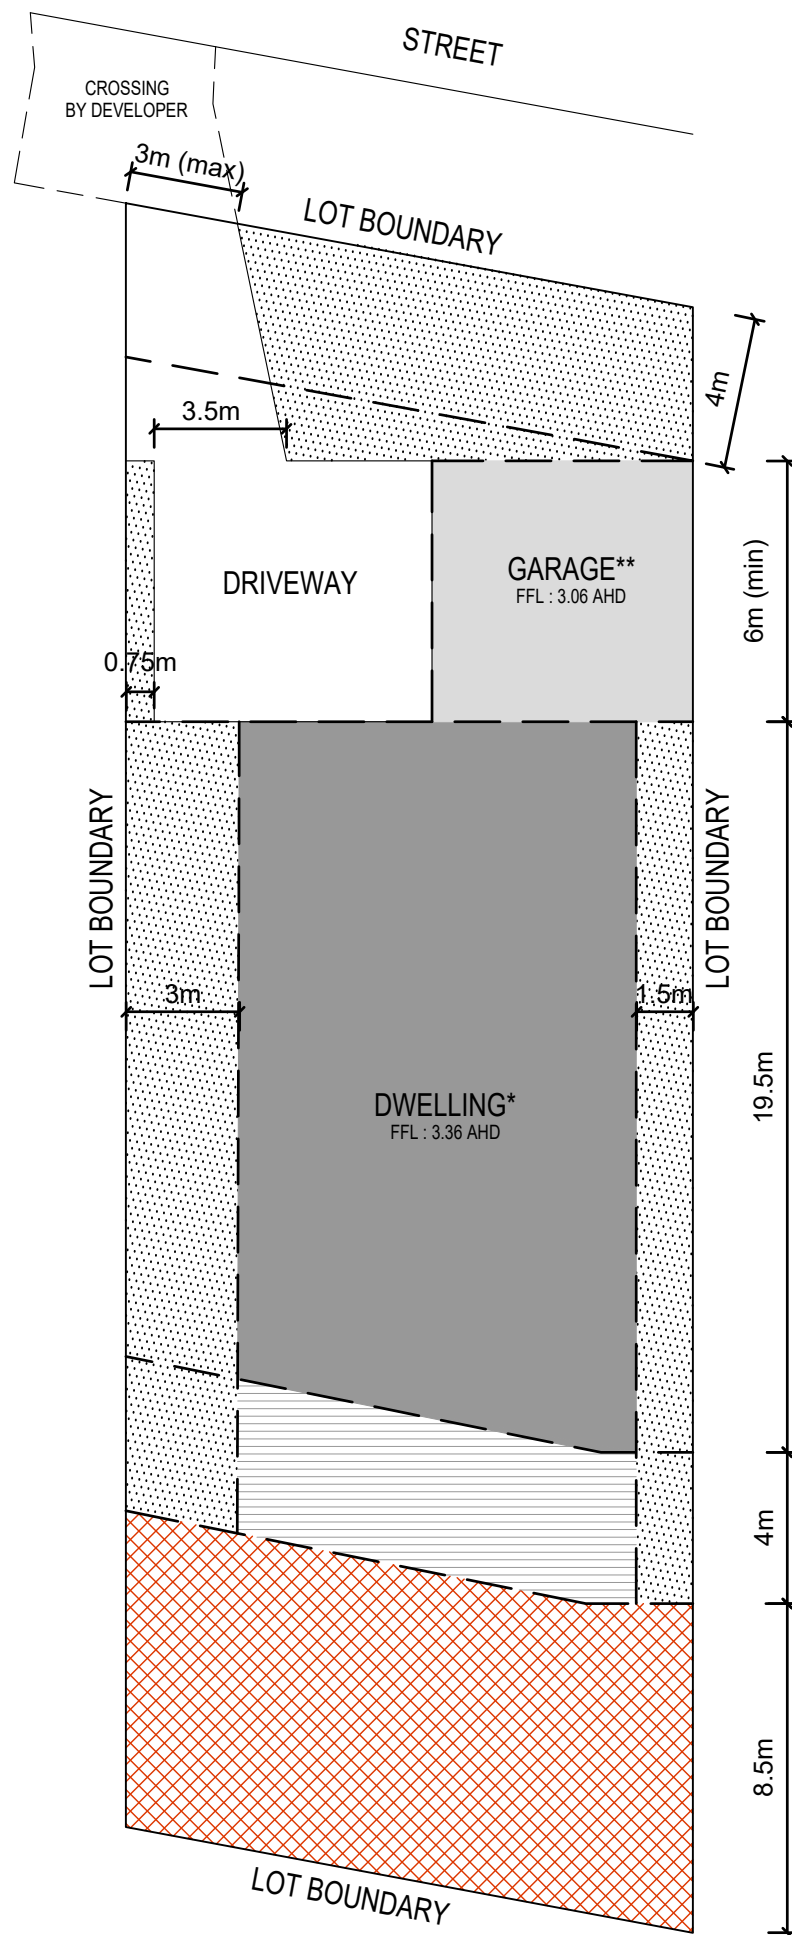 STREET
CROSSING
BY DEVELOPER
3m (max)
LOT BOUNDARY
4m
3.5m
DRIVEWAY
GARAGE**
FFL : 3.06 AHD
6m (min)
0.75m
LOT BOUNDARY
LOT BOUNDARY
3m
1.5m
19.5m
DWELLING*
FFL : 3.36 AHD
4m
8.5m
LOT BOUNDARY